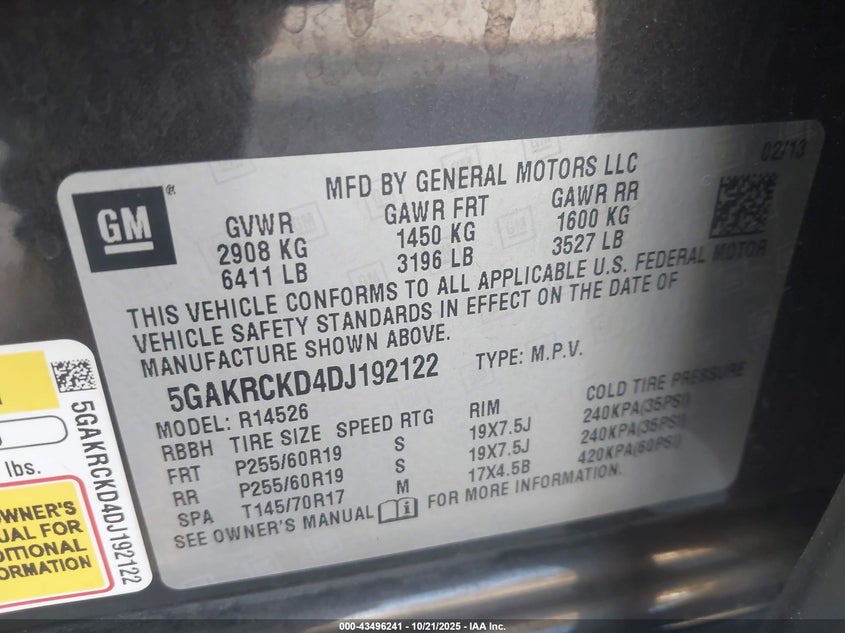 02/13
MFD BY GENERAL MOTORS LLC
GM®
GVWR GAWR FRT GAWR RR
2908 KG 1450 KG 1600 KG
6411 LB 3196 LB 3527 LB
THIS VEHICLE CONFORMS TO ALL APPLICABLE U.S. FEDERAL MOTOR
VEHICLE SAFETY STANDARDS IN EFFECT ON THE DATE OF
MANUFACTURE SHOWN ABOVE.
5GAKRCKD4DJ192122 TYPE: M.P.V.
MODEL: R14526
RBBH TIRE SIZE SPEED RTG RIM COLD TIRE PRESSURE
FRT P255/60R19 S 19X7.5J 240KPA(35PSI)
RR P255/60R19 S 19X7.5J 240KPA(35PSI)
SPA T145/70R17 M 17X4.5B 420KPA(60PSI)
SEE OWNER'S MANUAL FOR MORE INFORMATION.
lbs.
5GAKRCKD4DJ192122
OWNER'S
FOR
000-43496241 - 10/21/2025 - IAA Inc.